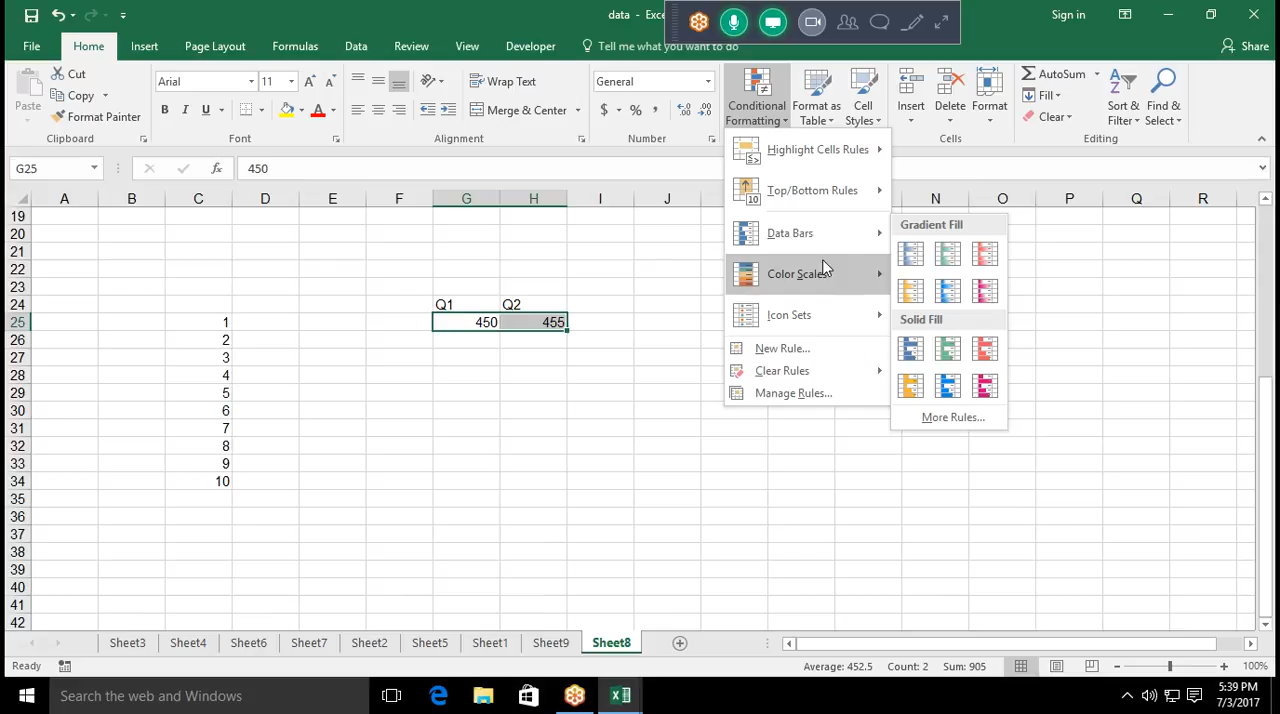 data - Exce
Sign in
File Home Insert Page Layout Formulas Data Review View Developer Tell me what you want to do Share
Paste
Cut
Copy
Format Painter
Clipboard
Arial 11
B I U
Font
Wrap Text
Merge & Center
Alignment
General
$ % ,
Number
Conditional Formatting
Format as Table
Cell Styles
Insert
Delete
Format
Cells
AutoSum
Fill
Clear
Sort & Filter
Find & Select
Editing
G25 fx 450
A B C D E F G H I J N O P Q R
19
20
21
22
23
24 Q1 Q2
25 1 450 455
26 2
27 3
28 4
29 5
30 6
31 7
32 8
33 9
34 10
35
36
37
38
39
40
41
42
Highlight Cells Rules
Top/Bottom Rules
Data Bars
Color Scales
Icon Sets
New Rule...
Clear Rules
Manage Rules...
Gradient Fill
Solid Fill
More Rules...
Sheet3 Sheet4 Sheet6 Sheet7 Sheet2 Sheet5 Sheet1 Sheet9 Sheet8
Ready Average: 452.5 Count: 2 Sum: 905 100%
Search the web and Windows
5:39 PM
7/3/2017